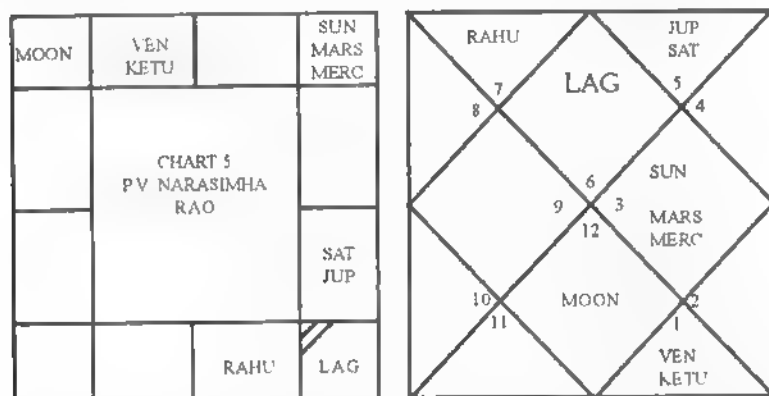 MOON
VEN
KETU
SUN
MARS
MERC
CHART 5
P.V NARASIMHA
RAO
SAT
JUP
RAHU
LAG
RAHU
LAG
JUP
SAT
7
5
8
4
6
SUN
9
3
MARS
MERC
12
10
MOON
2
11
1
VEN
KETU